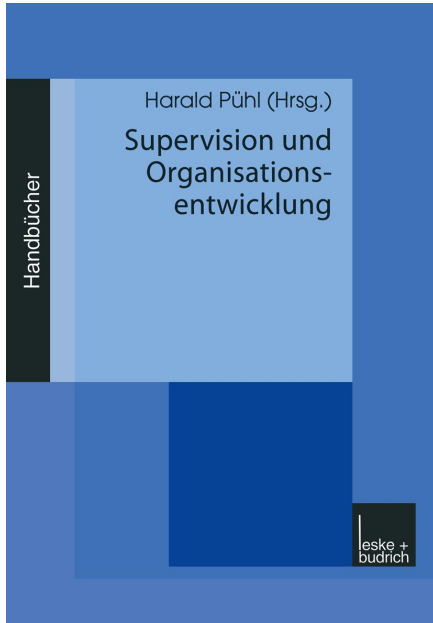 Harald Pühl (Hrsg.)
Supervision und
Organisations-
entwicklung
Handbücher
leske +
budrich